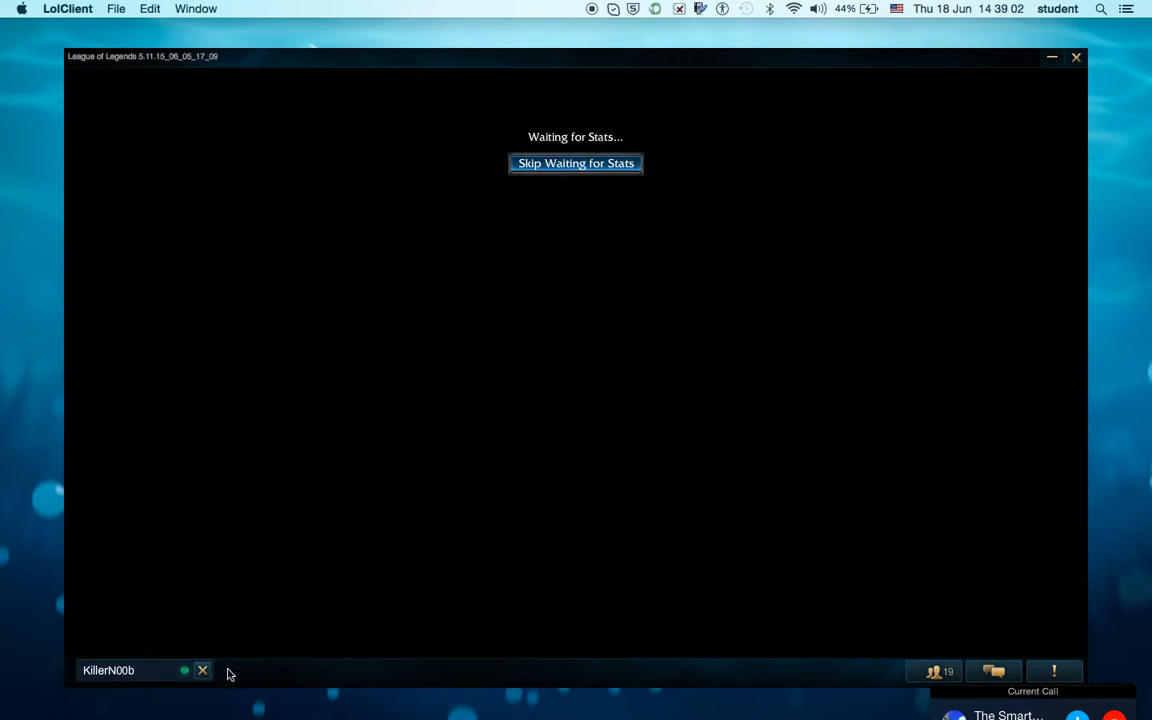 LolClient File Edit Window 44% Thu 18 Jun 14 39 02 student
League of Legends 5.11.15_06_05_17_09
Waiting for Stats...
Skip Waiting for Stats
KillerN00b
19
Current Call
The Smart...